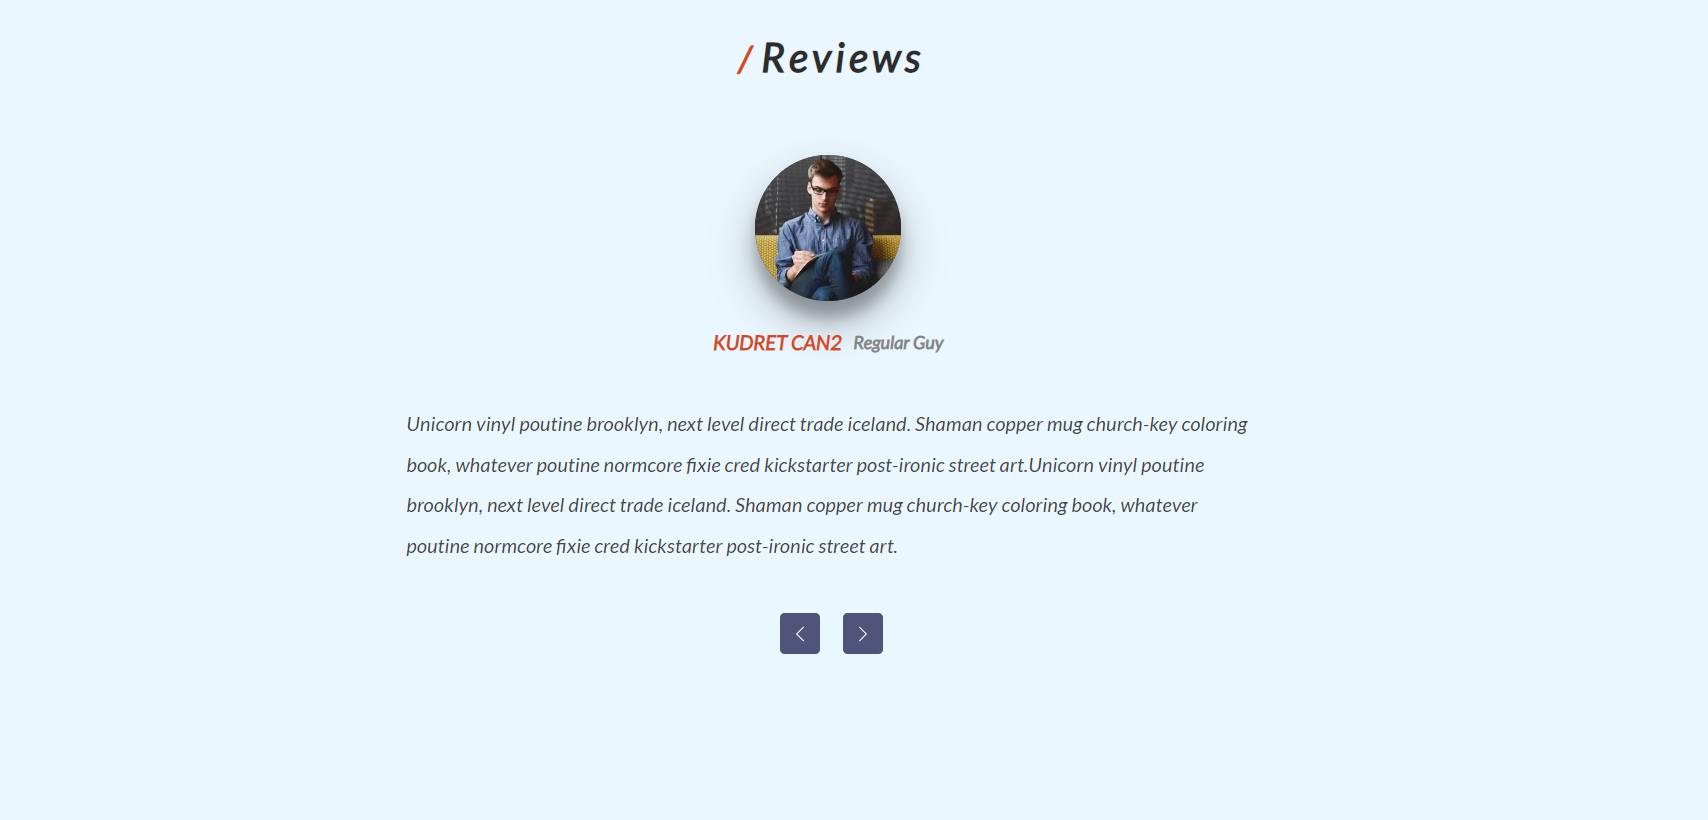 / Reviews
KUDRET CAN2 Regular Guy
Unicorn vinyl poutine brooklyn, next level direct trade iceland. Shaman copper mug church-key coloring
book, whatever poutine normcore fixie cred kickstarter post-ironic street art.Unicorn vinyl poutine
brooklyn, next level direct trade iceland. Shaman copper mug church-key coloring book, whatever
poutine normcore fixie cred kickstarter post-ironic street art.